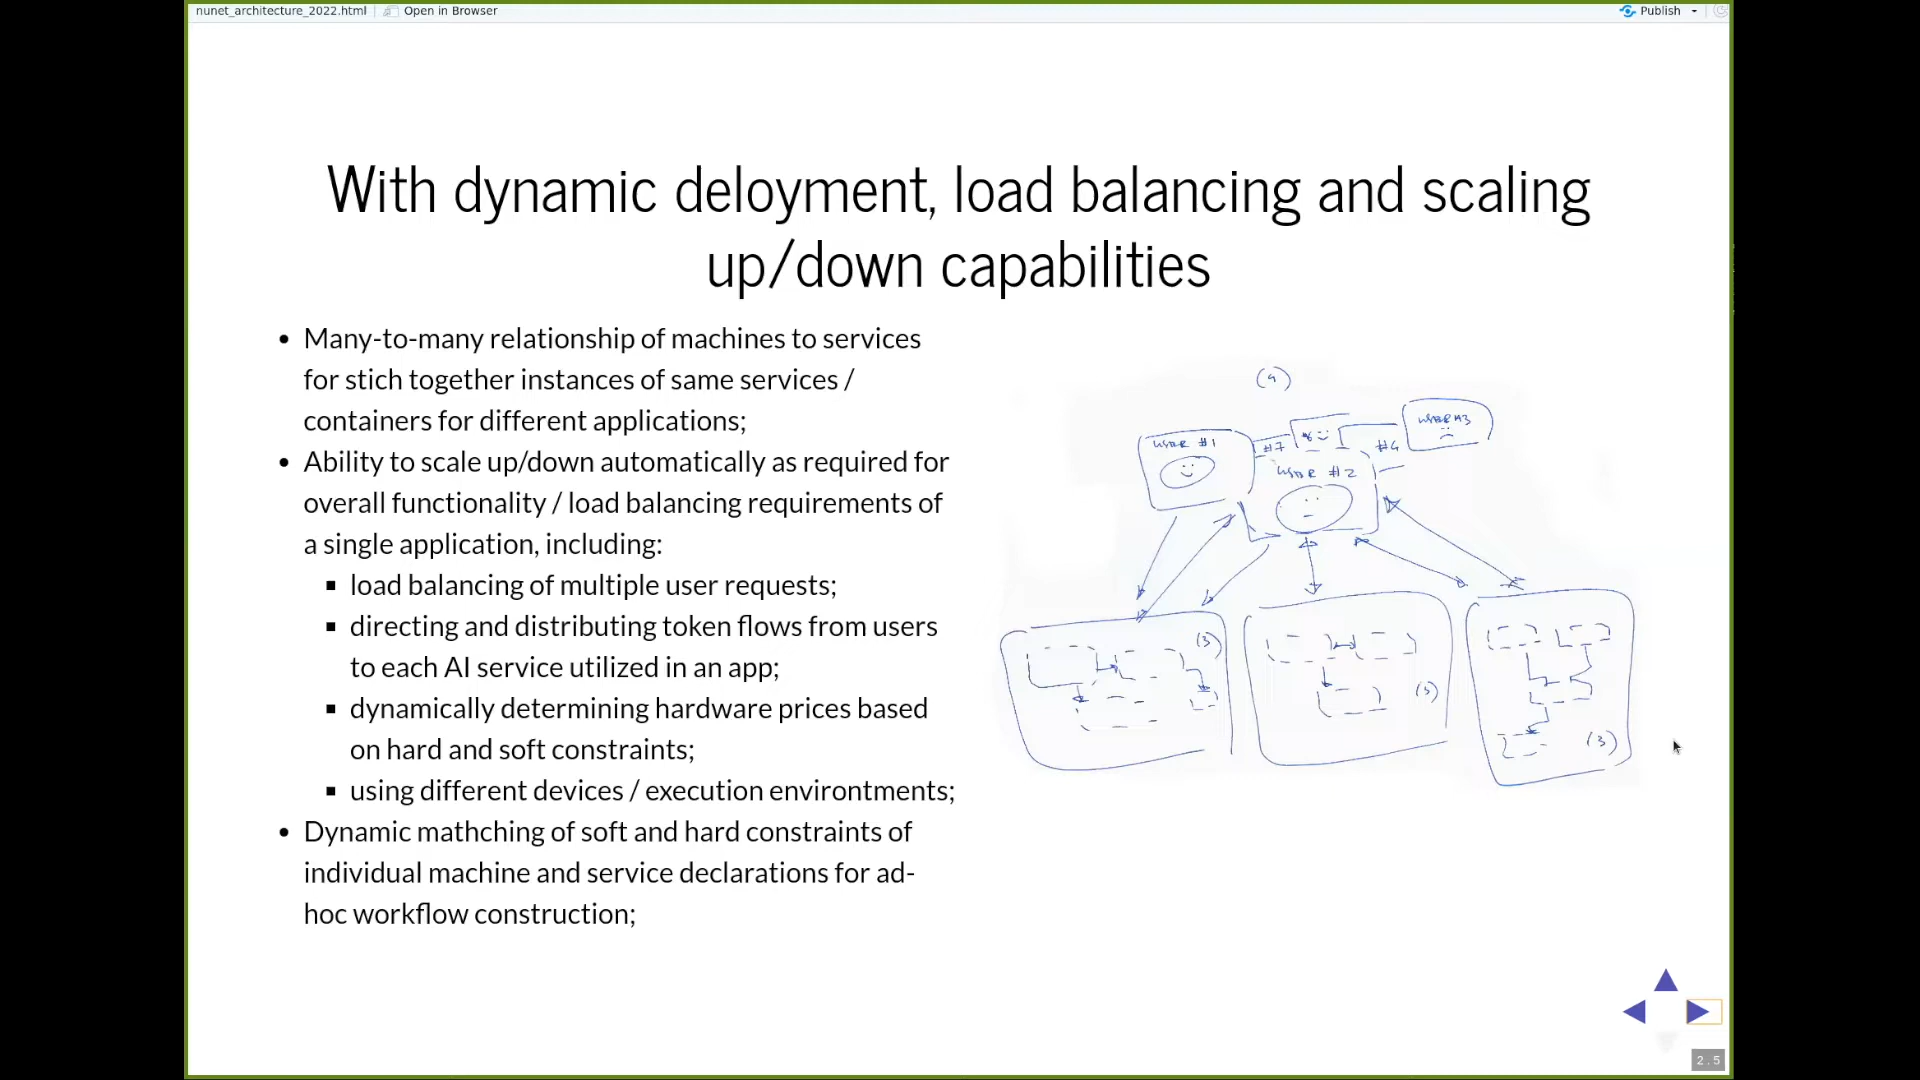 nunet_architecture_2022.html
Open in Browser
Publish
With dynamic deloyment, load balancing and scaling
up/down capabilities
Many-to-many relationship of machines to services
for stich together instances of same services /
containers for different applications;
Ability to scale up/down automatically as required for
overall functionality / load balancing requirements of
a single application, including:
load balancing of multiple user requests;
directing and distributing token flows from users
to each AI service utilized in an app;
dynamically determining hardware prices based
on hard and soft constraints;
using different devices / execution environtments;
Dynamic mathching of soft and hard constraints of
individual machine and service declarations for ad-
hoc workflow construction;
USER #1
#7
USER #3
USER #2
(3)
(3)
(3)
2.5